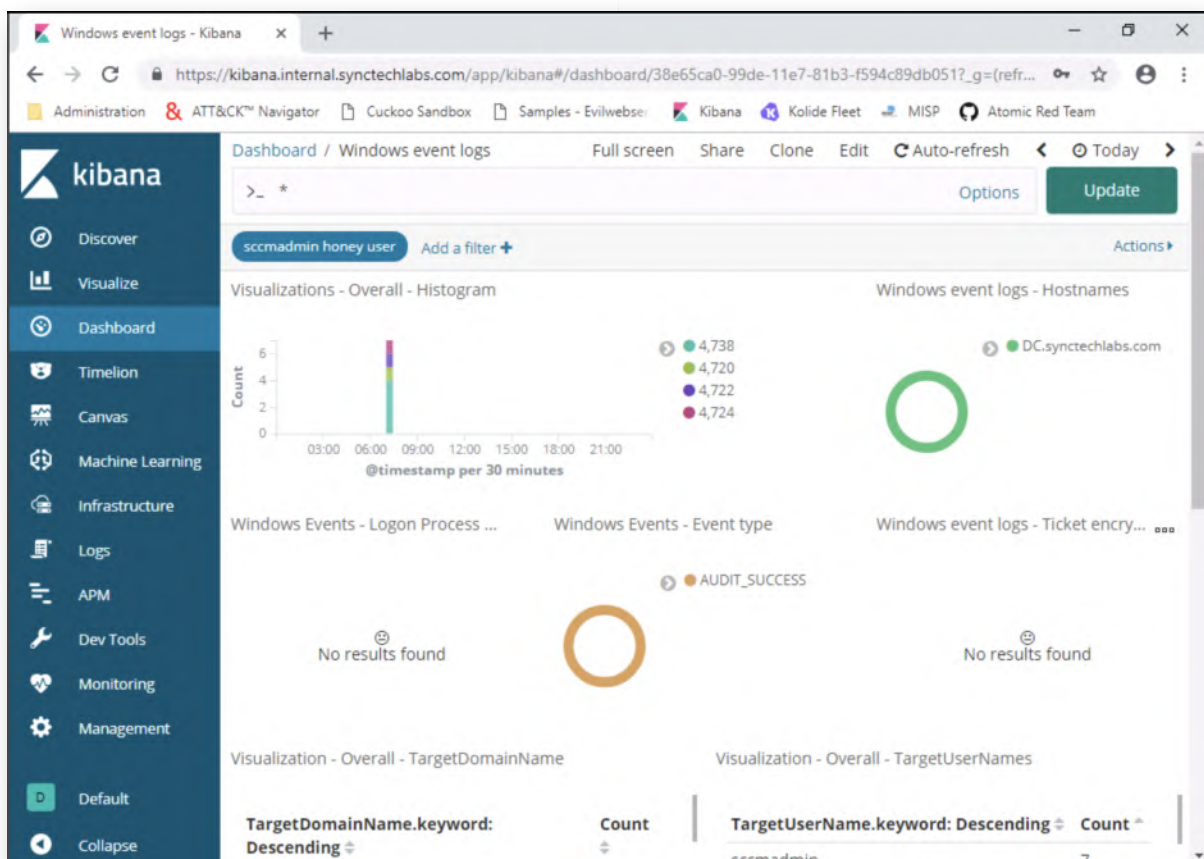 Windows event logs - Kibana
https://kibana.internal.synctechlabs.com/app/kibana#/dashboard/38e65ca0-99de-11e7-81b3-f594c89db051?_g=(refr...
Administration ATT&CK™ Navigator Cuckoo Sandbox Samples - Evilwebse Kibana Kolide Fleet MISP Atomic Red Team
kibana
Discover
Visualize
Dashboard
Timelion
Canvas
Machine Learning
Infrastructure
Logs
APM
Dev Tools
Monitoring
Management
D Default
Collapse
Dashboard / Windows event logs Full screen Share Clone Edit Auto-refresh Today
>_ * Options Update
sccmadmin honey user Add a filter + Actions
Visualizations - Overall - Histogram
Count
6
4
2
0
03:00 06:00 09:00 12:00 15:00 18:00 21:00
@timestamp per 30 minutes
4,738
4,720
4,722
4,724
Windows event logs - Hostnames
DC.synctechlabs.com
Windows Events - Logon Process ...
No results found
Windows Events - Event type
AUDIT_SUCCESS
Windows event logs - Ticket encry...
No results found
Visualization - Overall - TargetDomainName
TargetDomainName.keyword: Descending Count
Visualization - Overall - TargetUserNames
TargetUserName.keyword: Descending Count
sccmadmin 7